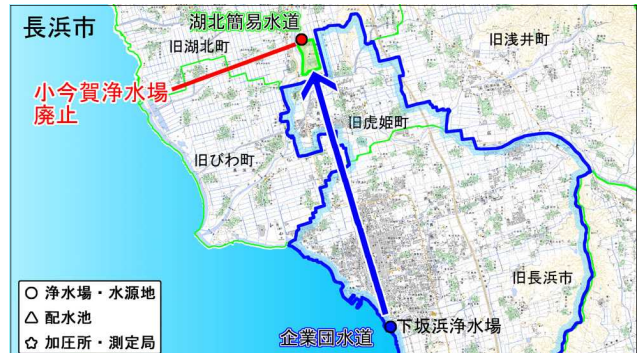 長浜市
湖北簡易水道
旧湖北町
旧浅井町
小今賀浄水場
廃止
旧虎姫町
旧びわ町
旧長浜市
○ 浄水場・水源地
△ 配水池
✩ 加圧所・測定局
企業団水道
下坂浜浄水場